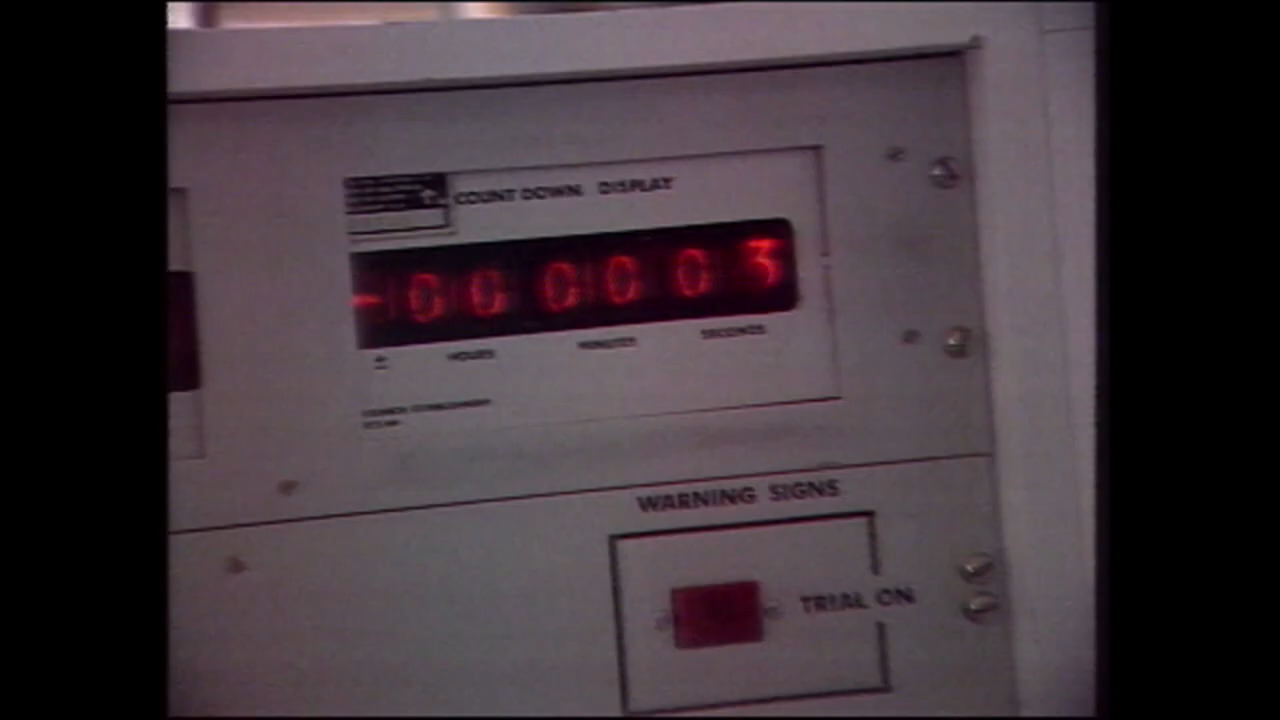 COUNT DOWN DISPLAY
-00 00 03
± HOURS MINUTES SECONDS
WARNING SIGNS
TRIAL ON